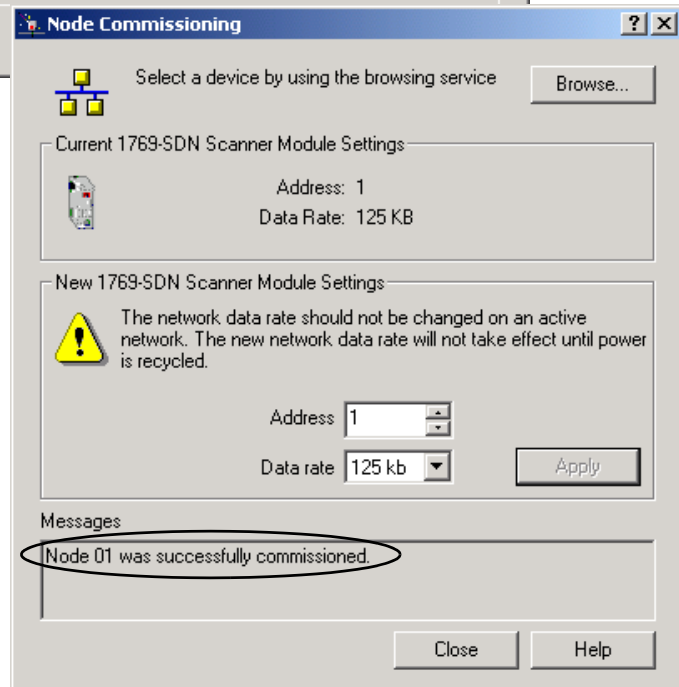 Node Commissioning
Select a device by using the browsing service
Browse...
Current 1769-SDN Scanner Module Settings
Address: 1
Data Rate: 125 KB
New 1769-SDN Scanner Module Settings
The network data rate should not be changed on an active
network. The new network data rate will not take effect until power
is recycled.
Address 1
Data rate 125 kb
Apply
Messages
Node 01 was successfully commissioned.
Close
Help